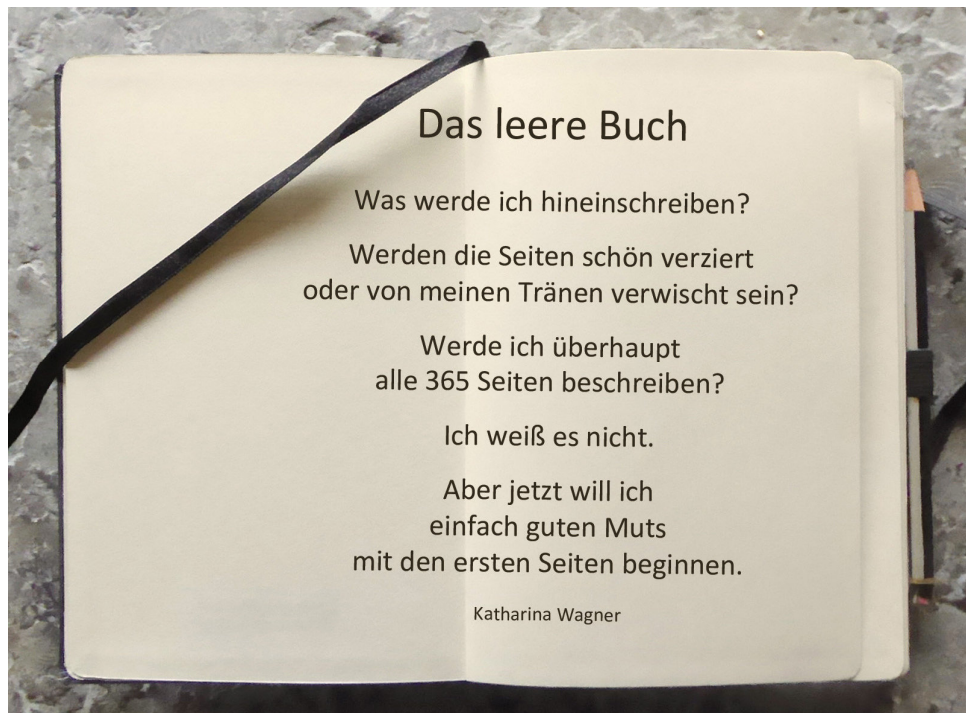 Das leere Buch
Was werde ich hineinschreiben?
Werden die Seiten schön verziert
oder von meinen Tränen verwischt sein?
Werde ich überhaupt
alle 365 Seiten beschreiben?
Ich weiß es nicht.
Aber jetzt will ich
einfach guten Muts
mit den ersten Seiten beginnen.
Katharina Wagner